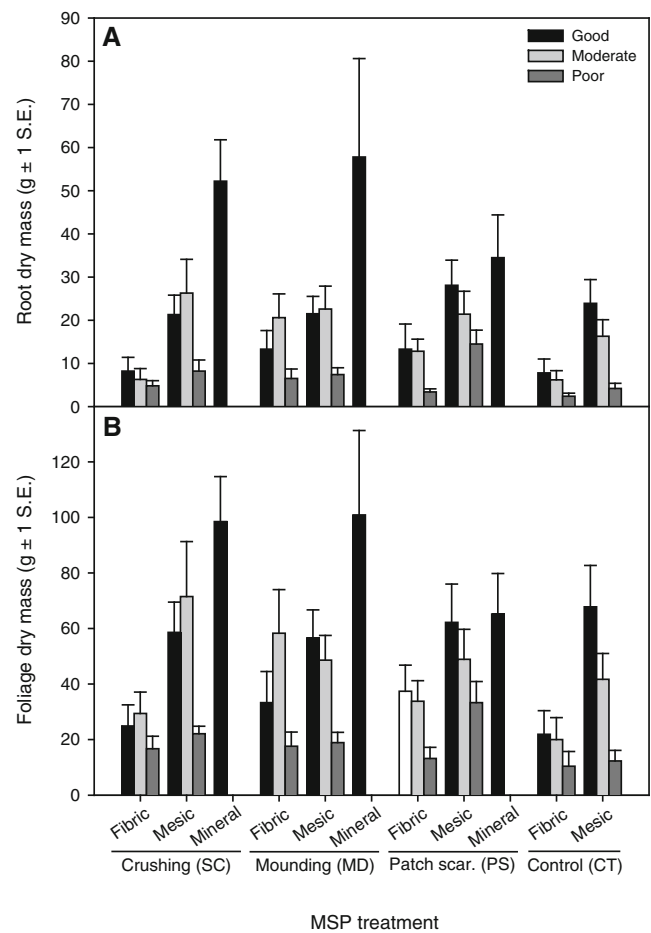 A
Good
Moderate
Poor
Root dry mass (g ± 1 S.E.)
90
80
70
60
50
40
30
20
10
0
B
Foliage dry mass (g ± 1 S.E.)
120
100
80
60
40
20
0
Fibric Mesic Mineral Fibric Mesic Mineral Fibric Mesic Mineral Fibric Mesic
Crushing (SC) Mounding (MD) Patch scar. (PS) Control (CT)
MSP treatment